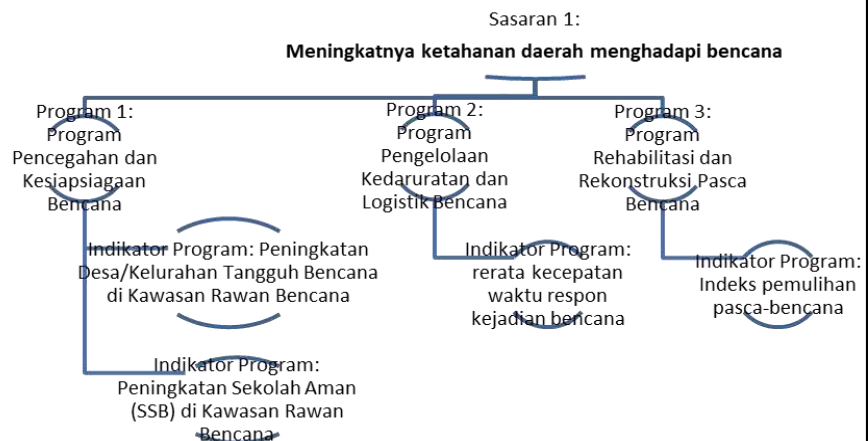 Sasaran 1:
Meningkatnya ketahanan daerah menghadapi bencana
Program 1:
Program
Pencegahan dan
Kesiapsiagaan
Bencana
Program 2:
Program
Pengelolaan
Kedaruratan dan
Logistik Bencana
Program 3:
Program
Rehabilitasi dan
Rekonstruksi Pasca
Bencana
Indikator Program: Peningkatan
Desa/Kelurahan Tangguh Bencana
di Kawasan Rawan Bencana
Indikator Program:
Peningkatan Sekolah Aman
(SSB) di Kawasan Rawan
Bencana
Indikator Program:
rerata kecepatan
waktu respon
kejadian bencana
Indikator Program:
Indeks pemulihan
pasca-bencana